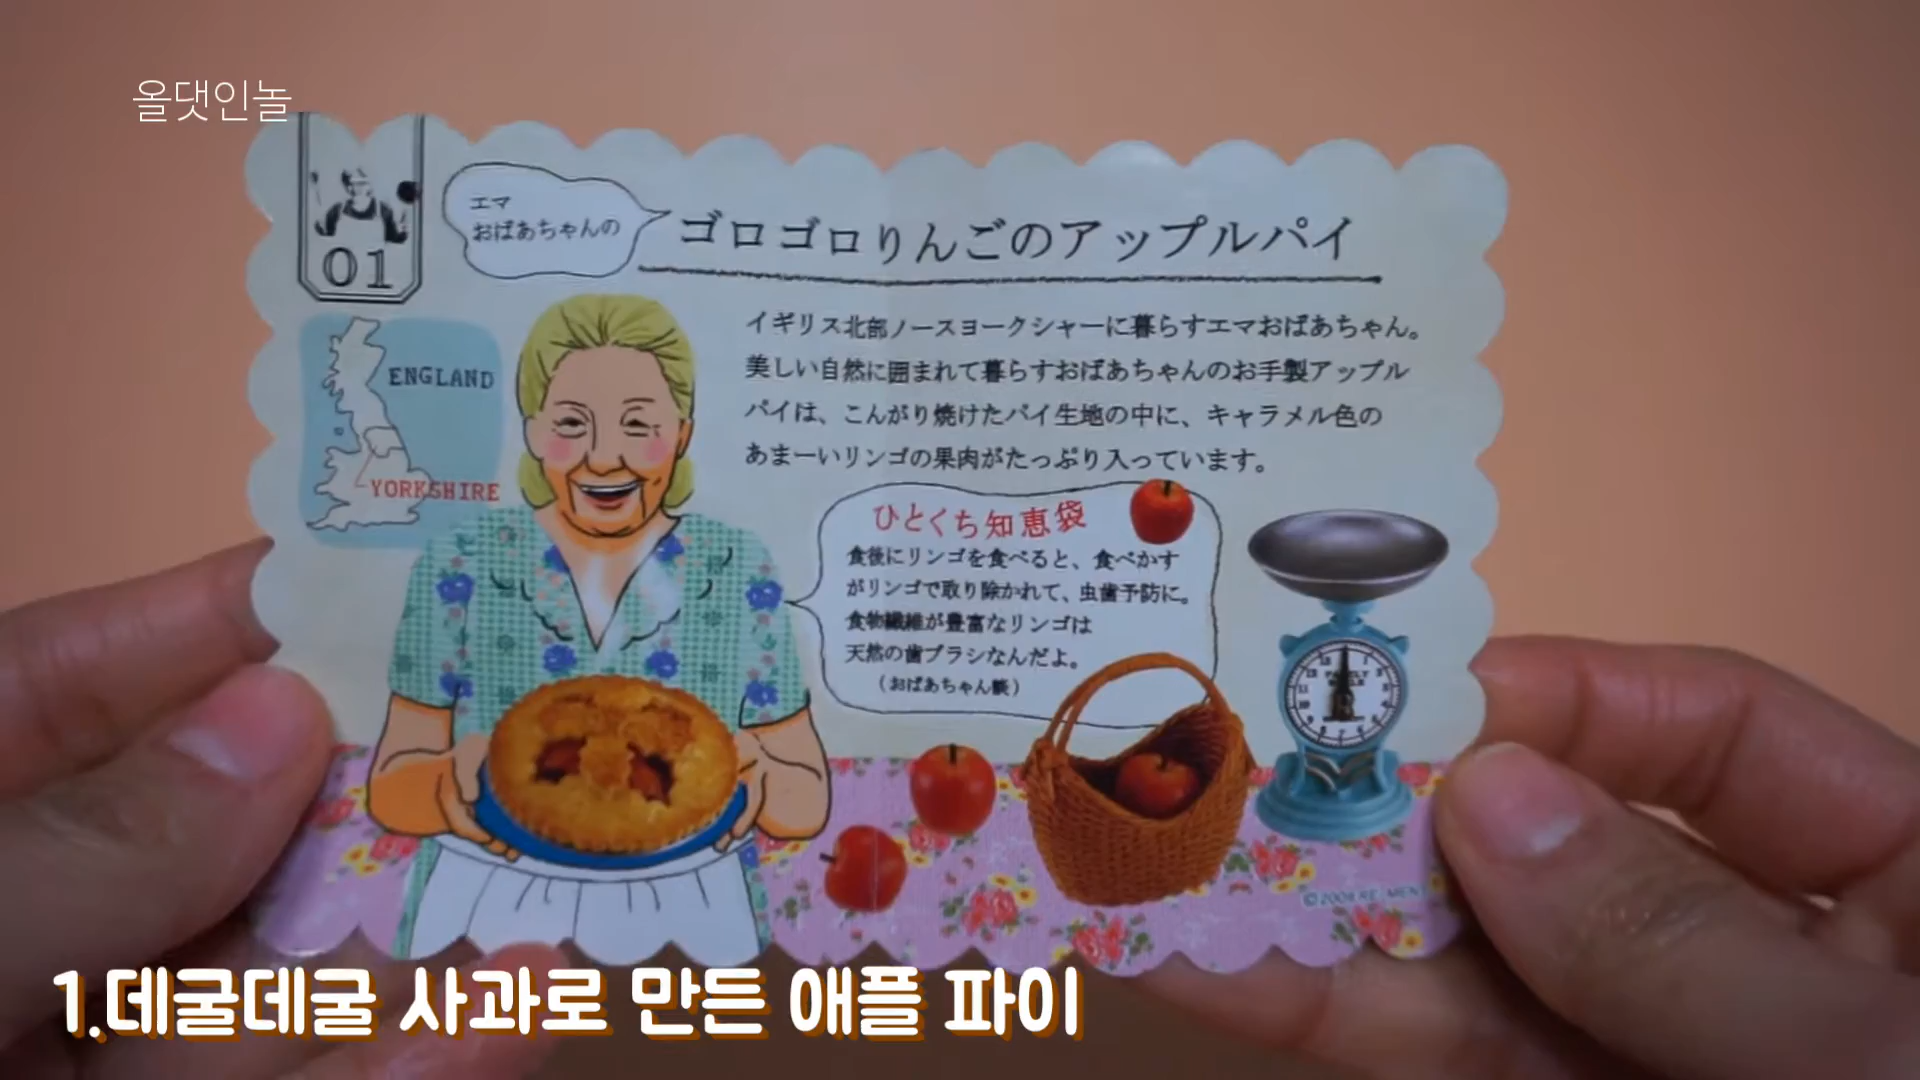 올댓인놀
01
エマ
おばあちゃんの
ゴロゴロりんごのアップルパイ
イギリス北部ノースヨークシャーに暮らすエマおばあちゃん。
美しい自然に囲まれて暮らすおばあちゃんのお手製アップル
パイは、こんがり焼けたパイ生地の中に、キャラメル色の
あまーいリンゴの果肉がたっぷり入っています。
ENGLAND
YORKSHIRE
ひとくち知恵袋
食後にリンゴを食べると、食べかす
がリンゴで取り除かれて、虫歯予防に。
食物繊維が豊富なリンゴは
天然の歯ブラシなんだよ。
(おばあちゃん談)
1.데굴데굴 사과로 만든 애플 파이